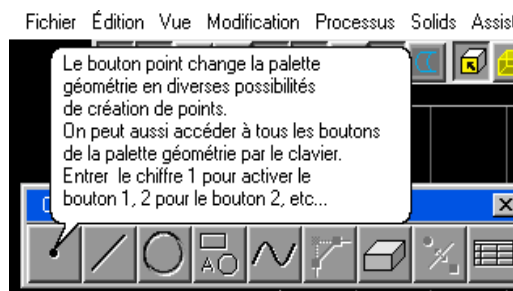 Fichier Édition Vue Modification Processus Solids
Le bouton point change la palette
géométrie en diverses possibilités
de création de points.
On peut aussi accéder à tous les boutons
de la palette géométrie par le clavier.
Entrer le chiffre 1 pour activer le
bouton 1, 2 pour le bouton 2, etc...